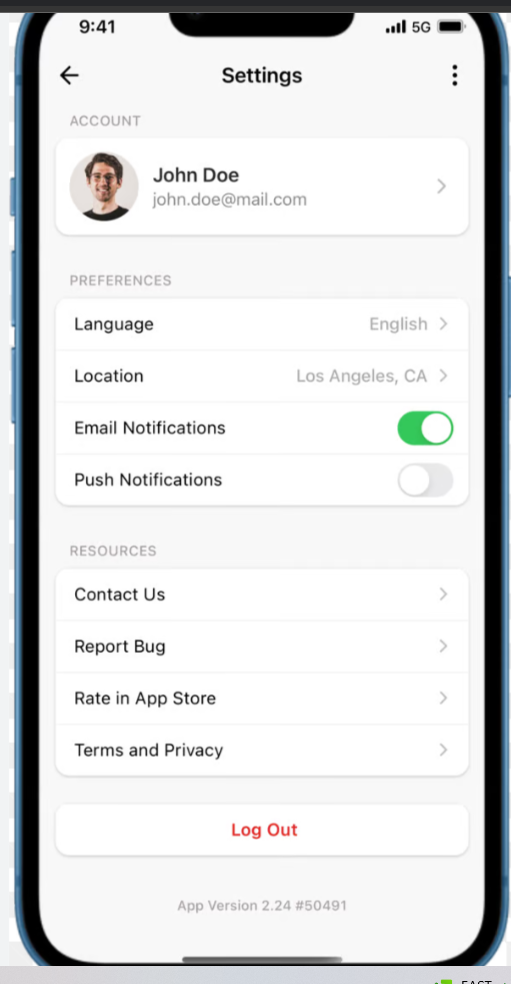 9:41 5G
Settings
ACCOUNT
John Doe
john.doe@mail.com
PREFERENCES
Language English
Location Los Angeles, CA
Email Notifications
Push Notifications
RESOURCES
Contact Us
Report Bug
Rate in App Store
Terms and Privacy
Log Out
App Version 2.24 #50491